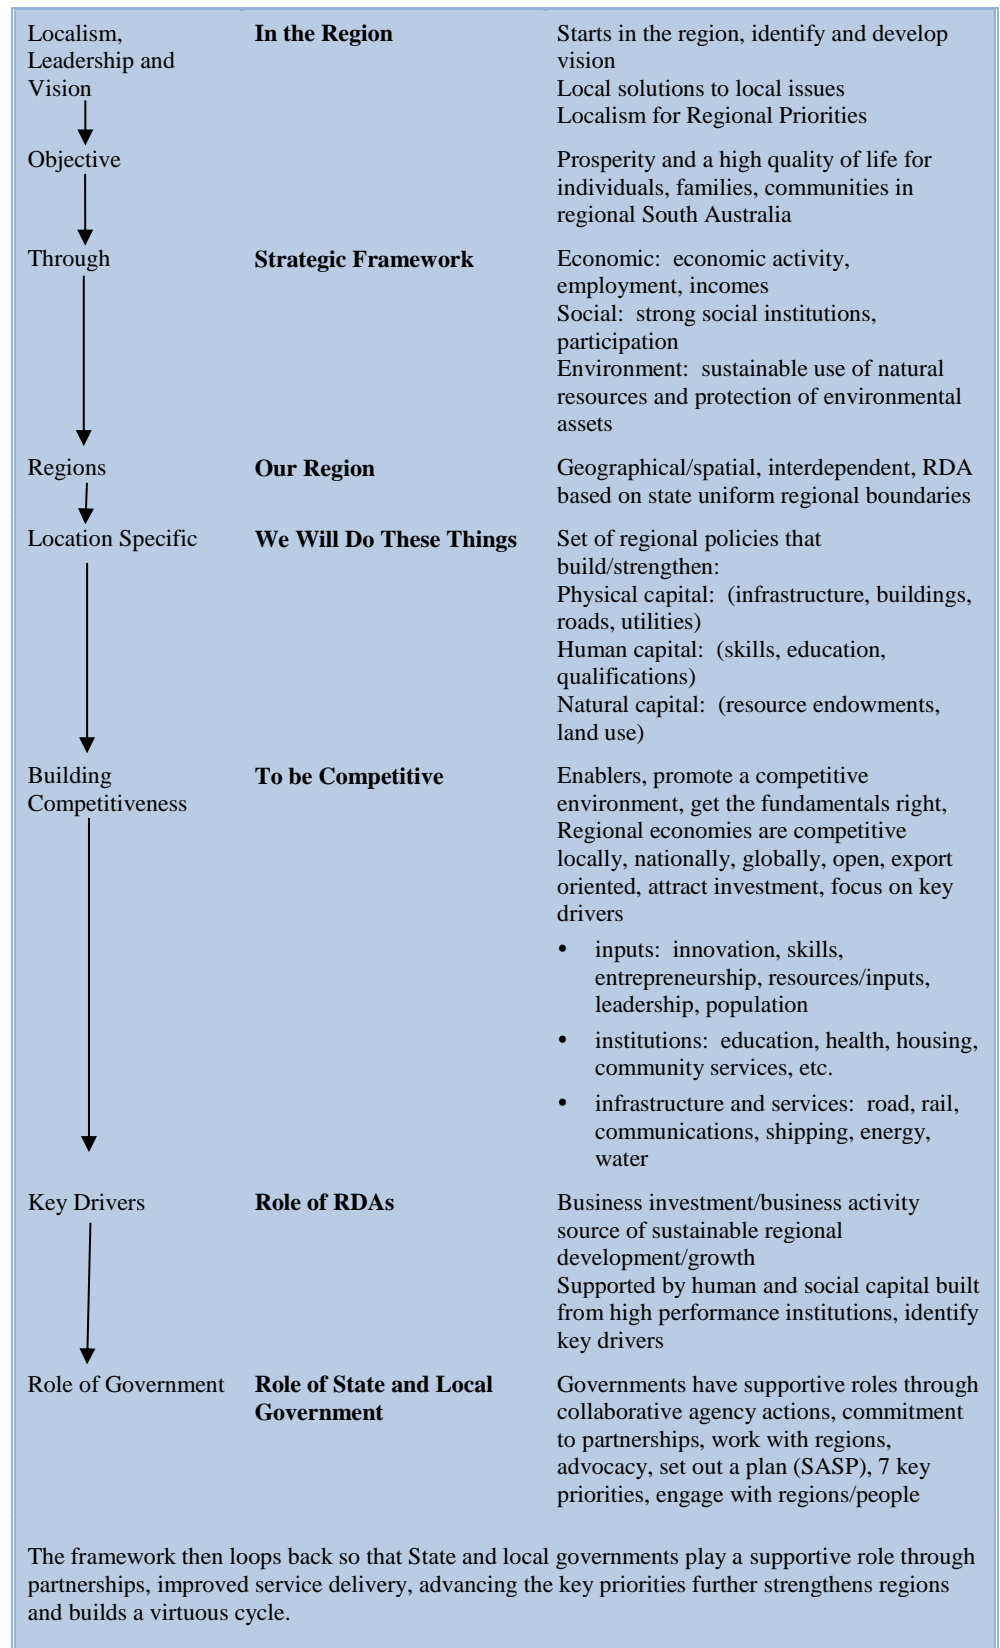 Localism,
Leadership and
Vision
In the Region
Starts in the region, identify and develop
vision
Local solutions to local issues
Localism for Regional Priorities
Objective
Prosperity and a high quality of life for
individuals, families, communities in
regional South Australia
Through
Strategic Framework
Economic:  economic activity,
employment, incomes
Social:  strong social institutions,
participation
Environment:  sustainable use of natural
resources and protection of environmental
assets
Regions
Our Region
Geographical/spatial, interdependent, RDA
based on state uniform regional boundaries
Location Specific
We Will Do These Things
Set of regional policies that
build/strengthen:
Physical capital:  (infrastructure, buildings,
roads, utilities)
Human capital:  (skills, education,
qualifications)
Natural capital:  (resource endowments,
land use)
Building
Competitiveness
To be Competitive
Enablers, promote a competitive
environment, get the fundamentals right,
Regional economies are competitive
locally, nationally, globally, open, export
oriented, attract investment, focus on key
drivers
• inputs:  innovation, skills,
entrepreneurship, resources/inputs,
leadership, population
• institutions:  education, health, housing,
community services, etc.
• infrastructure and services:  road, rail,
communications, shipping, energy,
water
Key Drivers
Role of RDAs
Business investment/business activity
source of sustainable regional
development/growth
Supported by human and social capital built
from high performance institutions, identify
key drivers
Role of Government
Role of State and Local
Government
Governments have supportive roles through
collaborative agency actions, commitment
to partnerships, work with regions,
advocacy, set out a plan (SASP), 7 key
priorities, engage with regions/people
The framework then loops back so that State and local governments play a supportive role through
partnerships, improved service delivery, advancing the key priorities further strengthens regions
and builds a virtuous cycle.